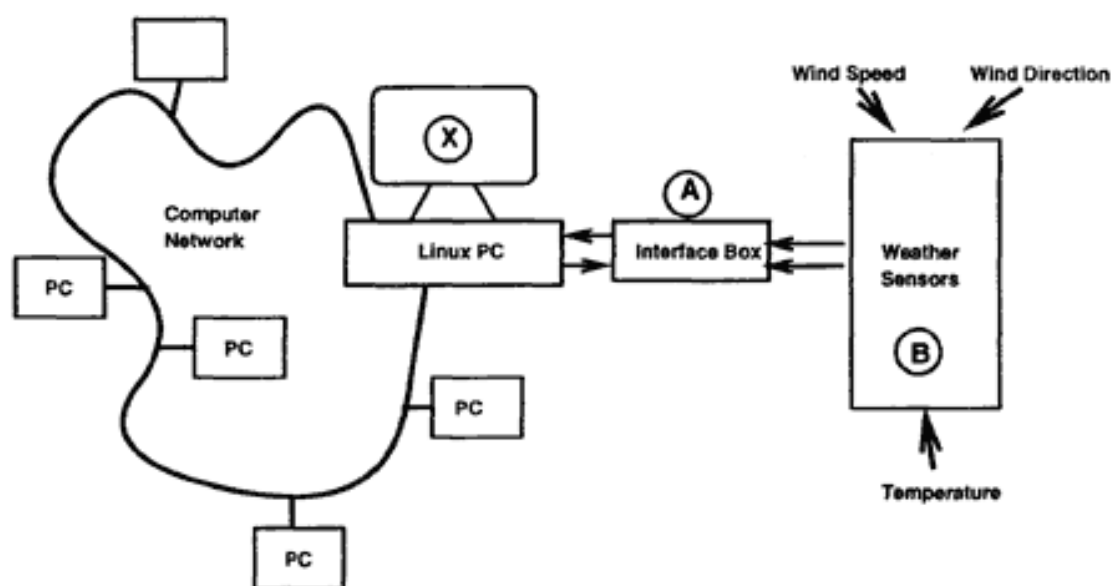 Wind Speed
Wind Direction
X
A
Computer
Network
Linux PC
Interface Box
Weather
Sensors
PC
PC
B
PC
Temperature
PC